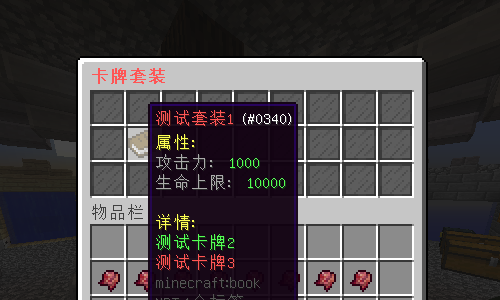 卡牌套装
测试套装1 (#0340)
属性:
攻击力: 1000
生命上限: 10000
物品栏
详情:
测试卡牌2
测试卡牌3
minecraft:book